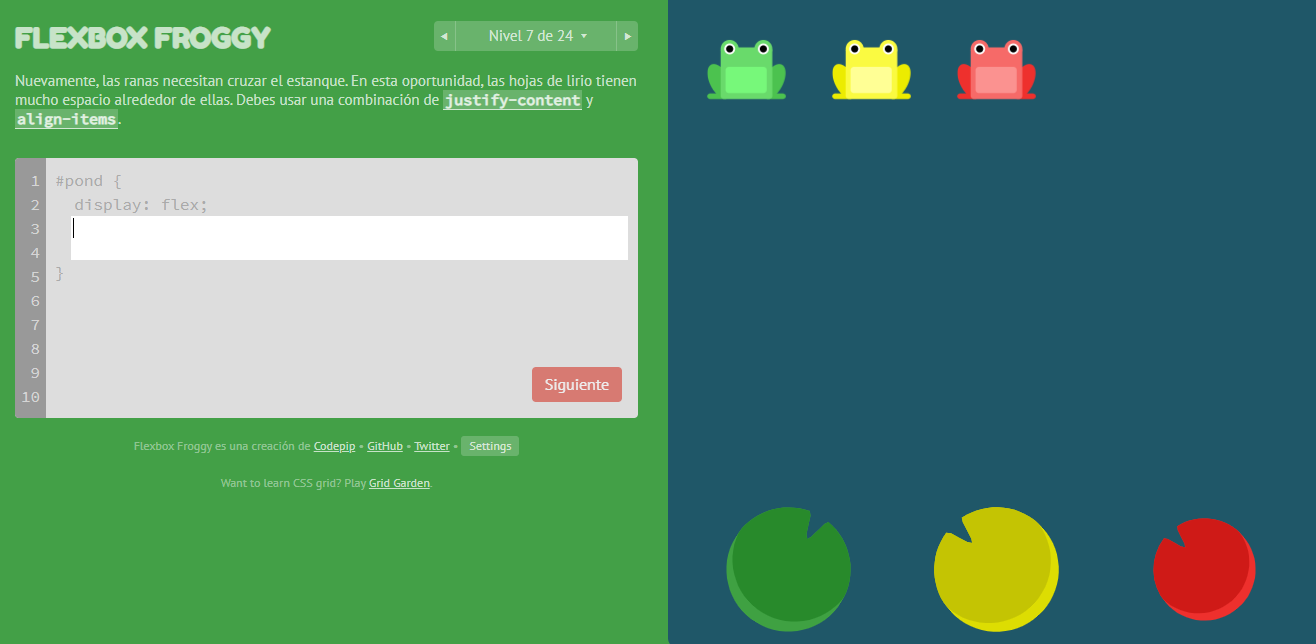 FLEXBOX FROGGY
◀ Nivel 7 de 24 ▾ ▶
Nuevamente, las ranas necesitan cruzar el estanque. En esta oportunidad, las hojas de lirio tienen
mucho espacio alrededor de ellas. Debes usar una combinación de justify-content y
align-items.
1 #pond {
2 display: flex;
3
4
5 }
6
7
8
9
10
Siguiente
Flexbox Froggy es una creación de Codepip • GitHub • Twitter • Settings
Want to learn CSS grid? Play Grid Garden.